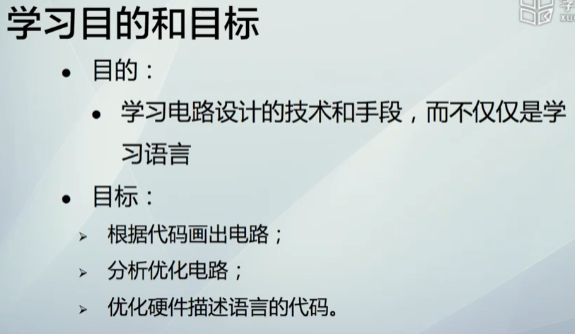 学习目的和目标
目的：
学习电路设计的技术和手段，而不仅仅是学
习语言
目标：
根据代码画出电路；
分析优化电路；
优化硬件描述语言的代码。